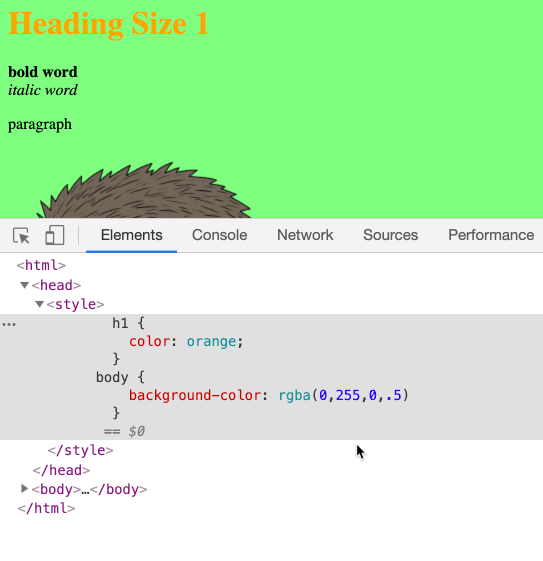 Heading Size 1
bold word
italic word
paragraph
Elements Console Network Sources Performance
<html>
▼<head>
▼<style>
… h1 {
color: orange;
}
body {
background-color: rgba(0,255,0,.5)
}
== $0
</style>
</head>
▶<body>…</body>
</html>